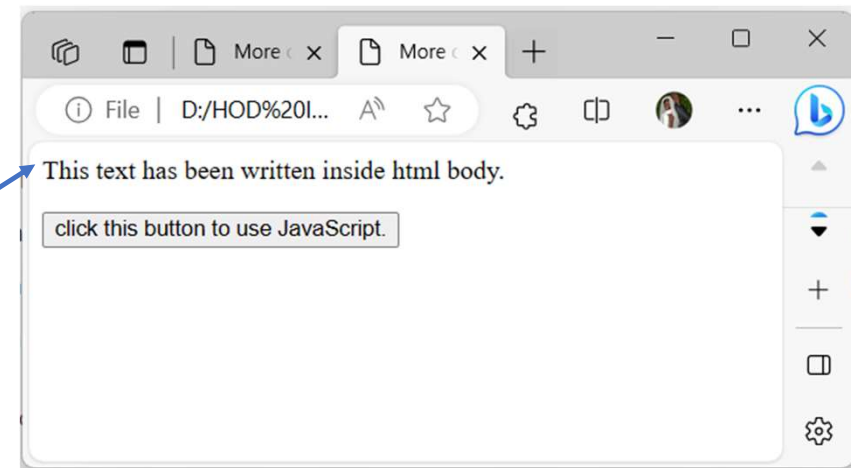 More
More
File | D:/HOD%20I...
This text has been written inside html body.
click this button to use JavaScript.